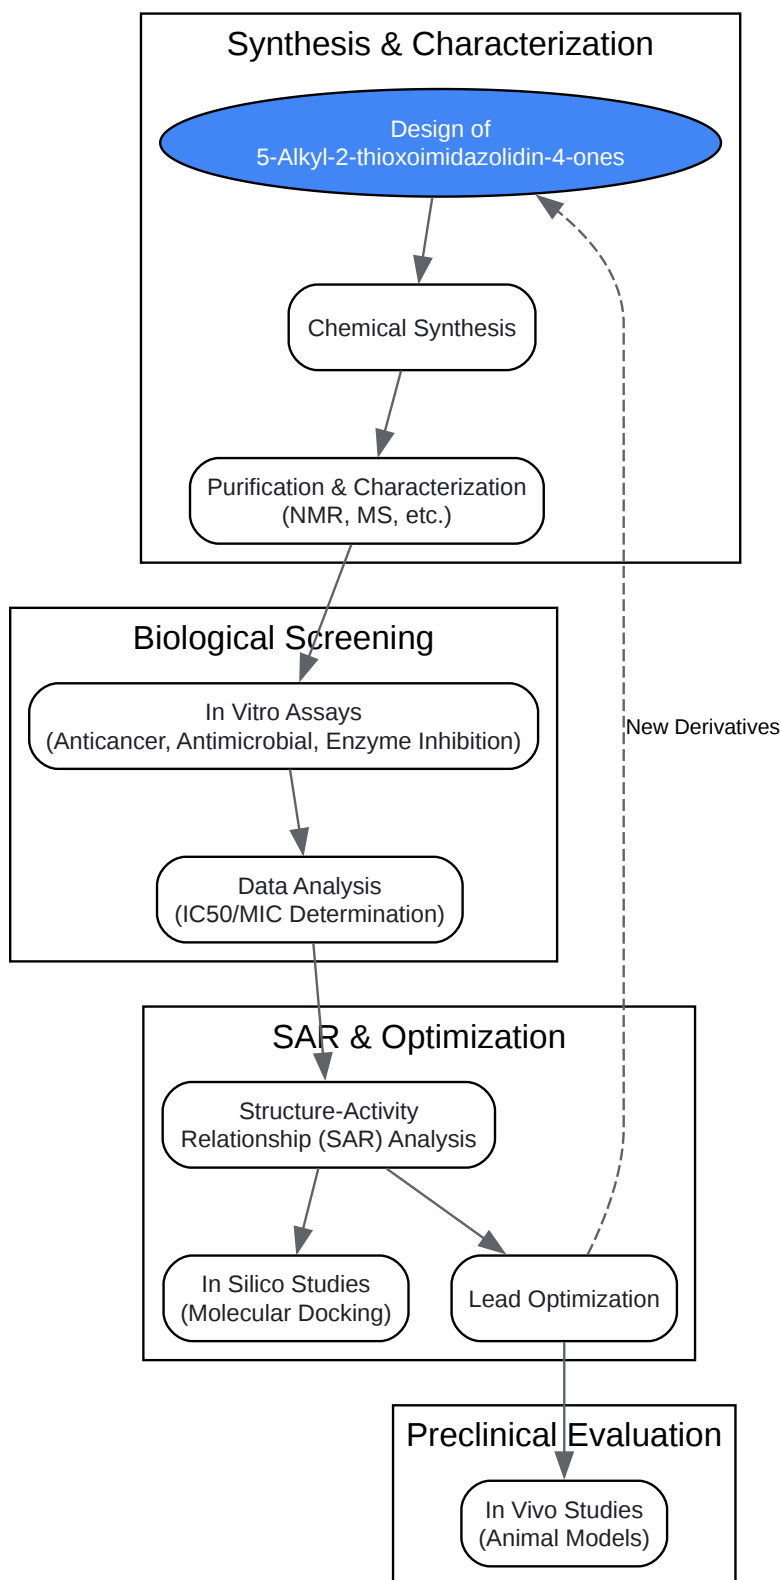 Synthesis & Characterization
Design of
5-Alkyl-2-thioxoimidazolidin-4-ones
Chemical Synthesis
Purification & Characterization
(NMR, MS, etc.)
Biological Screening
In Vitro Assays
(Anticancer, Antimicrobial, Enzyme Inhibition)
New Derivatives
Data Analysis
(IC50/MIC Determination)
SAR & Optimization
Structure-Activity
Relationship (SAR) Analysis
In Silico Studies
(Molecular Docking)
Lead Optimization
Preclinical Evaluation
In Vivo Studies
(Animal Models)